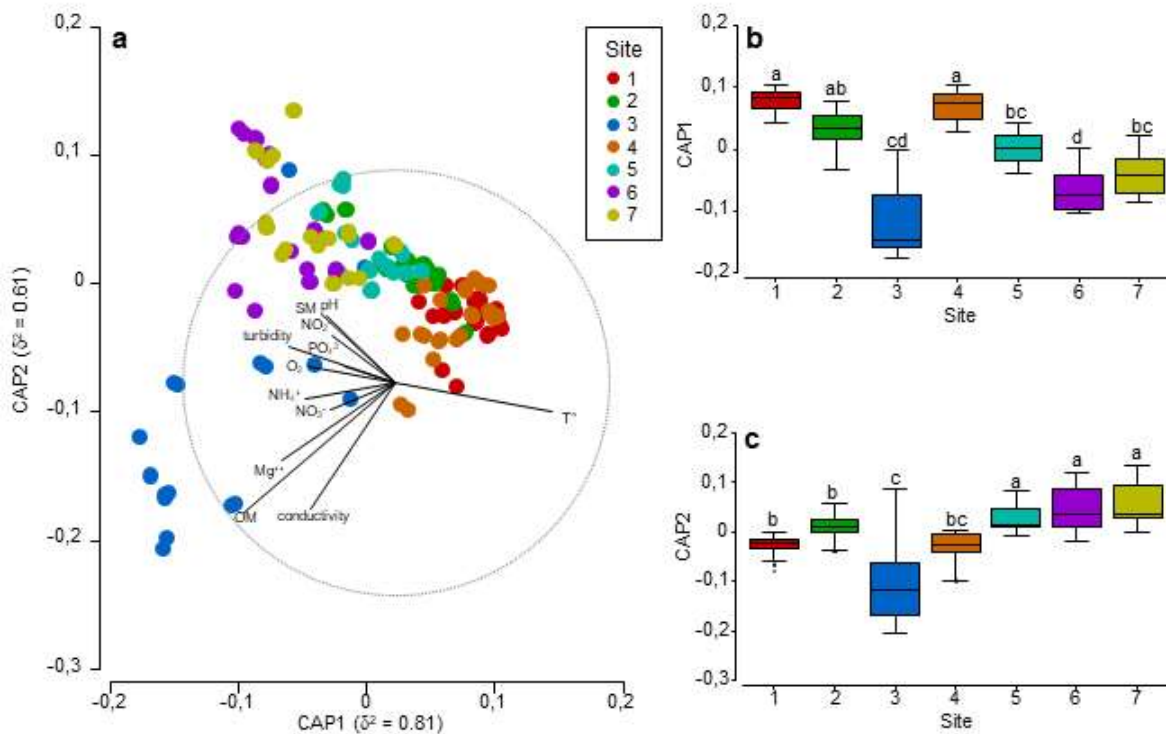 a
0,2
0,1
0
-0,1
-0,2
-0,3
CAP2 (δ² = 0.61)
-0,2
-0,1
0
0,1
0,2
CAP1 (δ² = 0.81)
SM
pH
NO₂⁻
turbidity
O₂
NH₄⁺
NO₃⁻
Mg⁺⁺
OM
conductivity
T°
Site
1
2
3
4
5
6
7
b
0,2
0,1
0
-0,1
-0,2
CAP1
a
ab
cd
a
bc
d
bc
1 2 3 4 5 6 7
Site
c
0,2
0,1
0
-0,1
-0,2
-0,3
CAP2
b
b
c
bc
a
a
a
1 2 3 4 5 6 7
Site